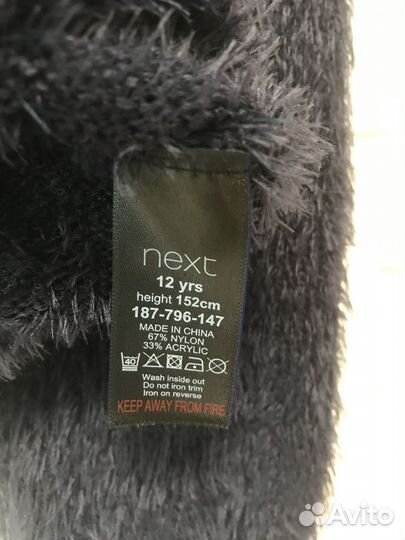 next
12 yrs
height 152cm
187-796-147
MADE IN CHINA
67% NYLON
33% ACRYLIC
40
Wash inside out
Do not iron trim
Iron on reverse
KEEP AWAY FROM FIRE
Avito